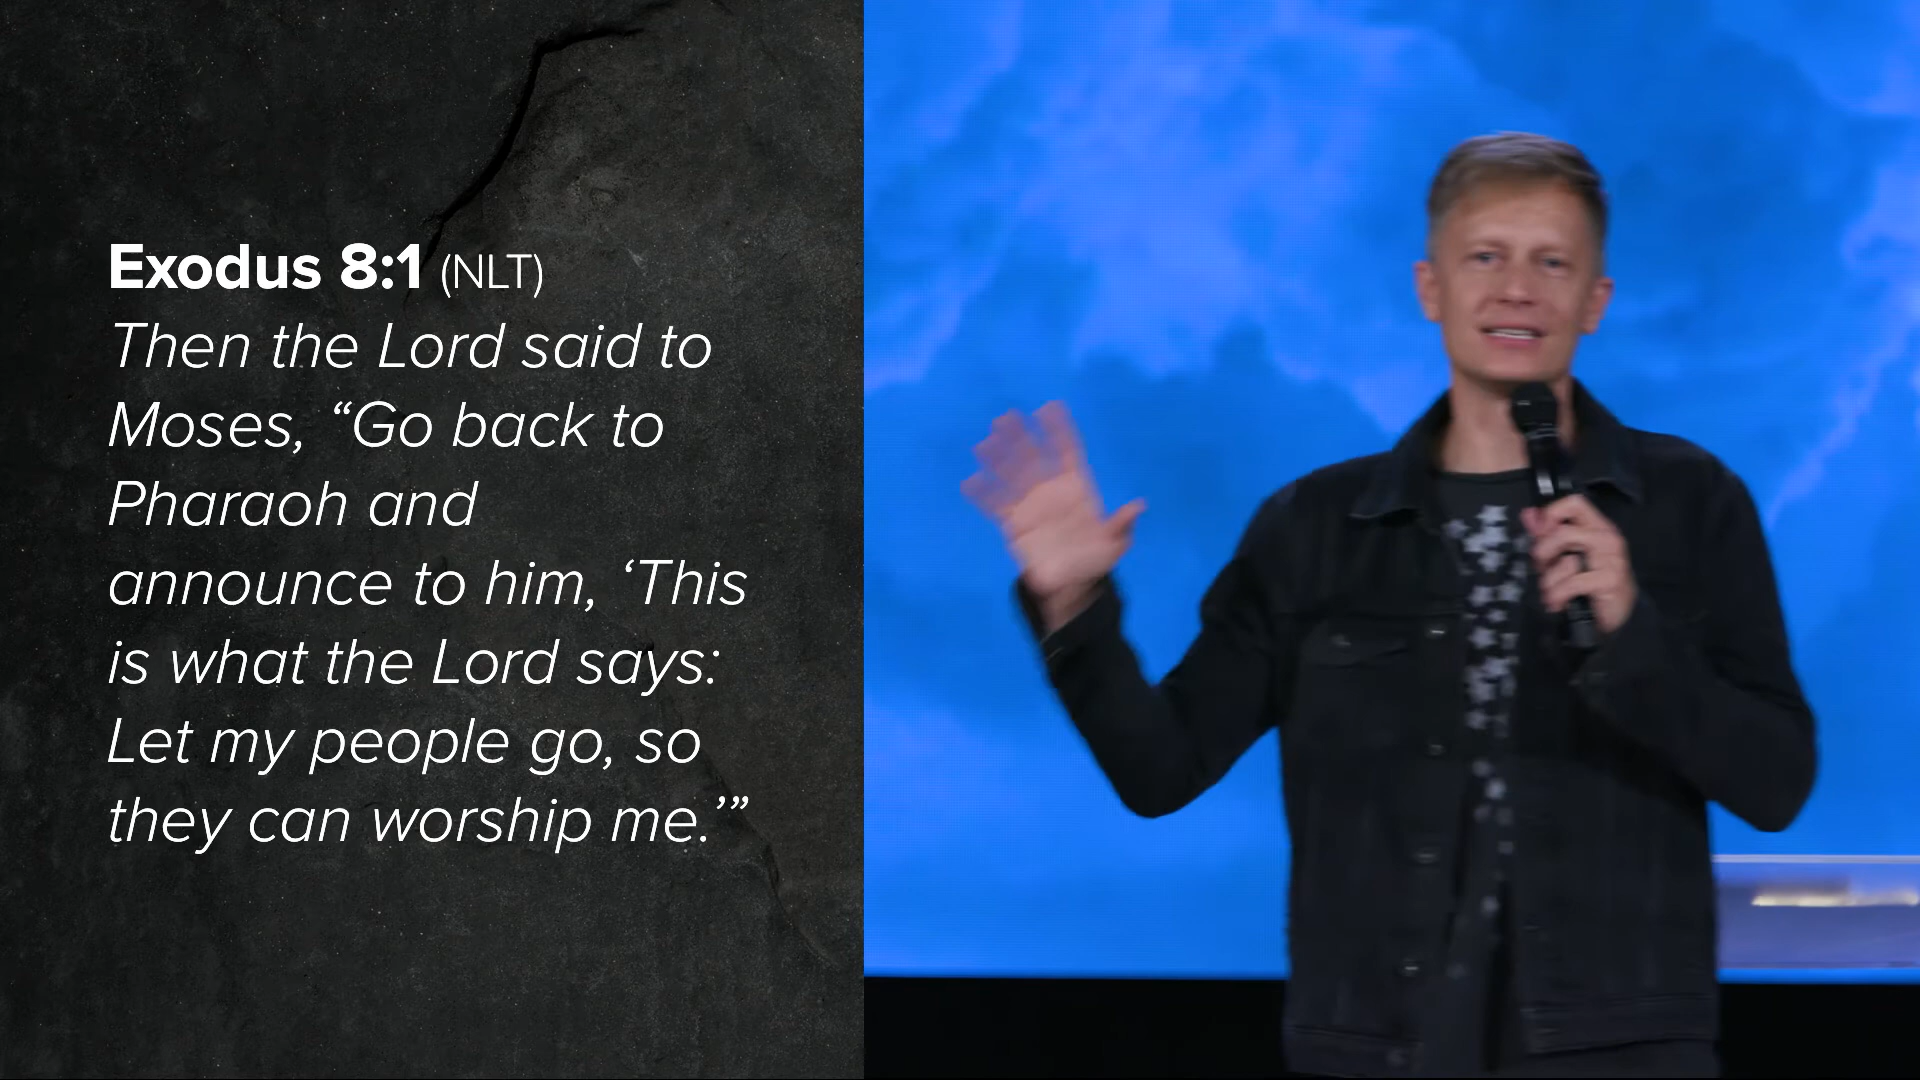 Exodus 8:1 (NLT)
Then the Lord said to
Moses, “Go back to
Pharaoh and
announce to him, ‘This
is what the Lord says:
Let my people go, so
they can worship me.’”